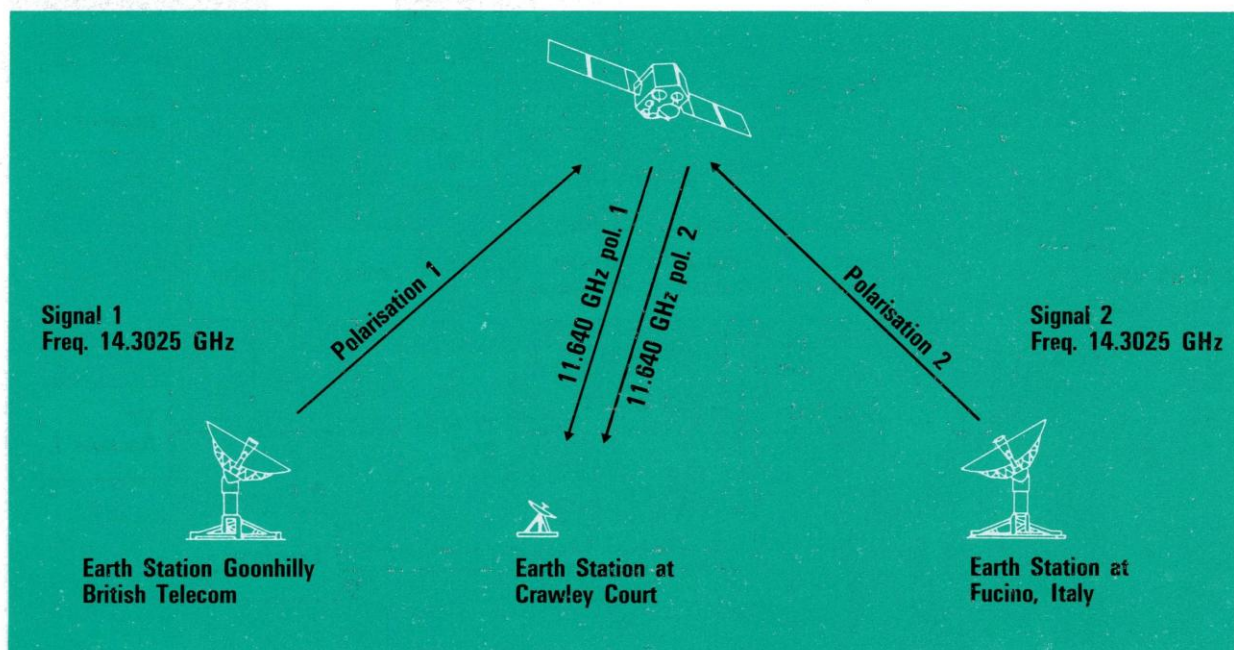 11.640 GHz pol. 1
11.640 GHz pol. 2
Polarisation 1
Polarisation 2
Signal 1
Freq. 14.3025 GHz
Signal 2
Freq. 14.3025 GHz
Earth Station Goonhilly
British Telecom
Earth Station at
Crawley Court
Earth Station at
Fucino, Italy